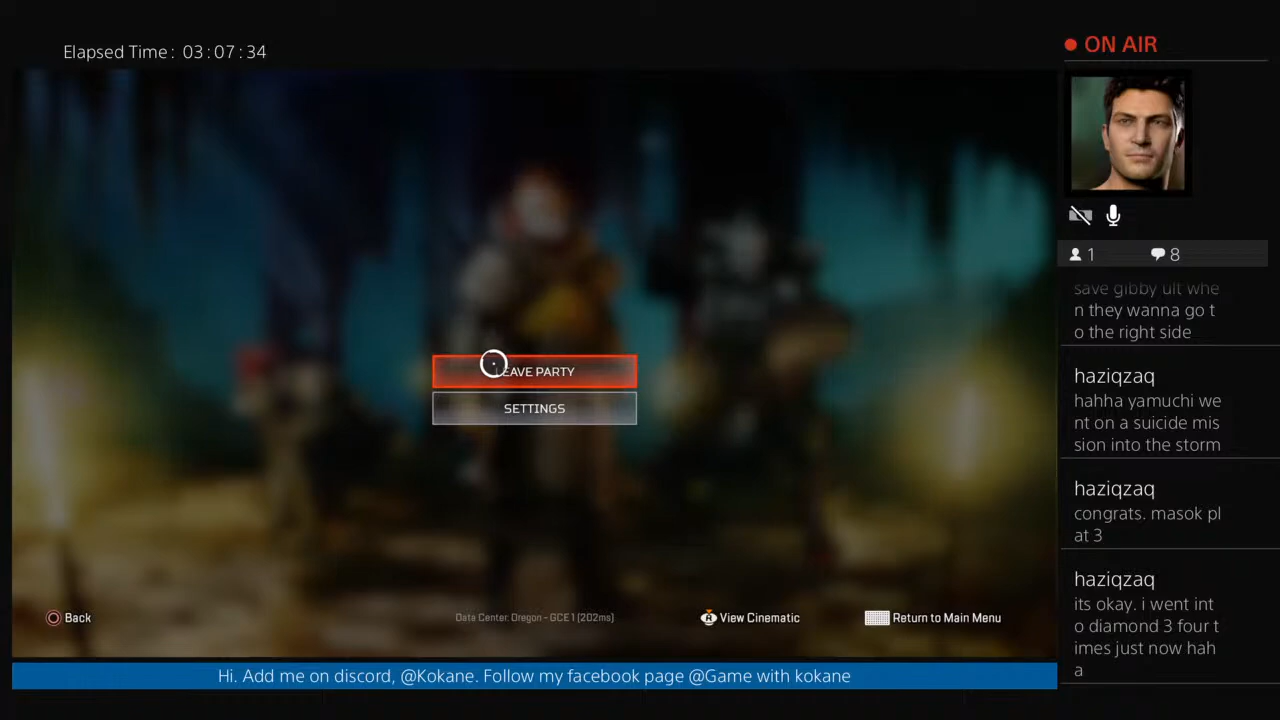 Elapsed Time: 03:07:34
ON AIR
1 8
save gibby ult whe
n they wanna go t
o the right side
haziqzaq
hahha yamuchi we
nt on a suicide mis
sion into the storm
haziqzaq
congrats. masok pl
at 3
haziqzaq
its okay. i went int
o diamond 3 four t
imes just now hah
a
LEAVE PARTY
SETTINGS
Back
Data Center: Oregon - GCE1 (202ms)
R View Cinematic
Return to Main Menu
Hi. Add me on discord, @Kokane. Follow my facebook page @Game with kokane